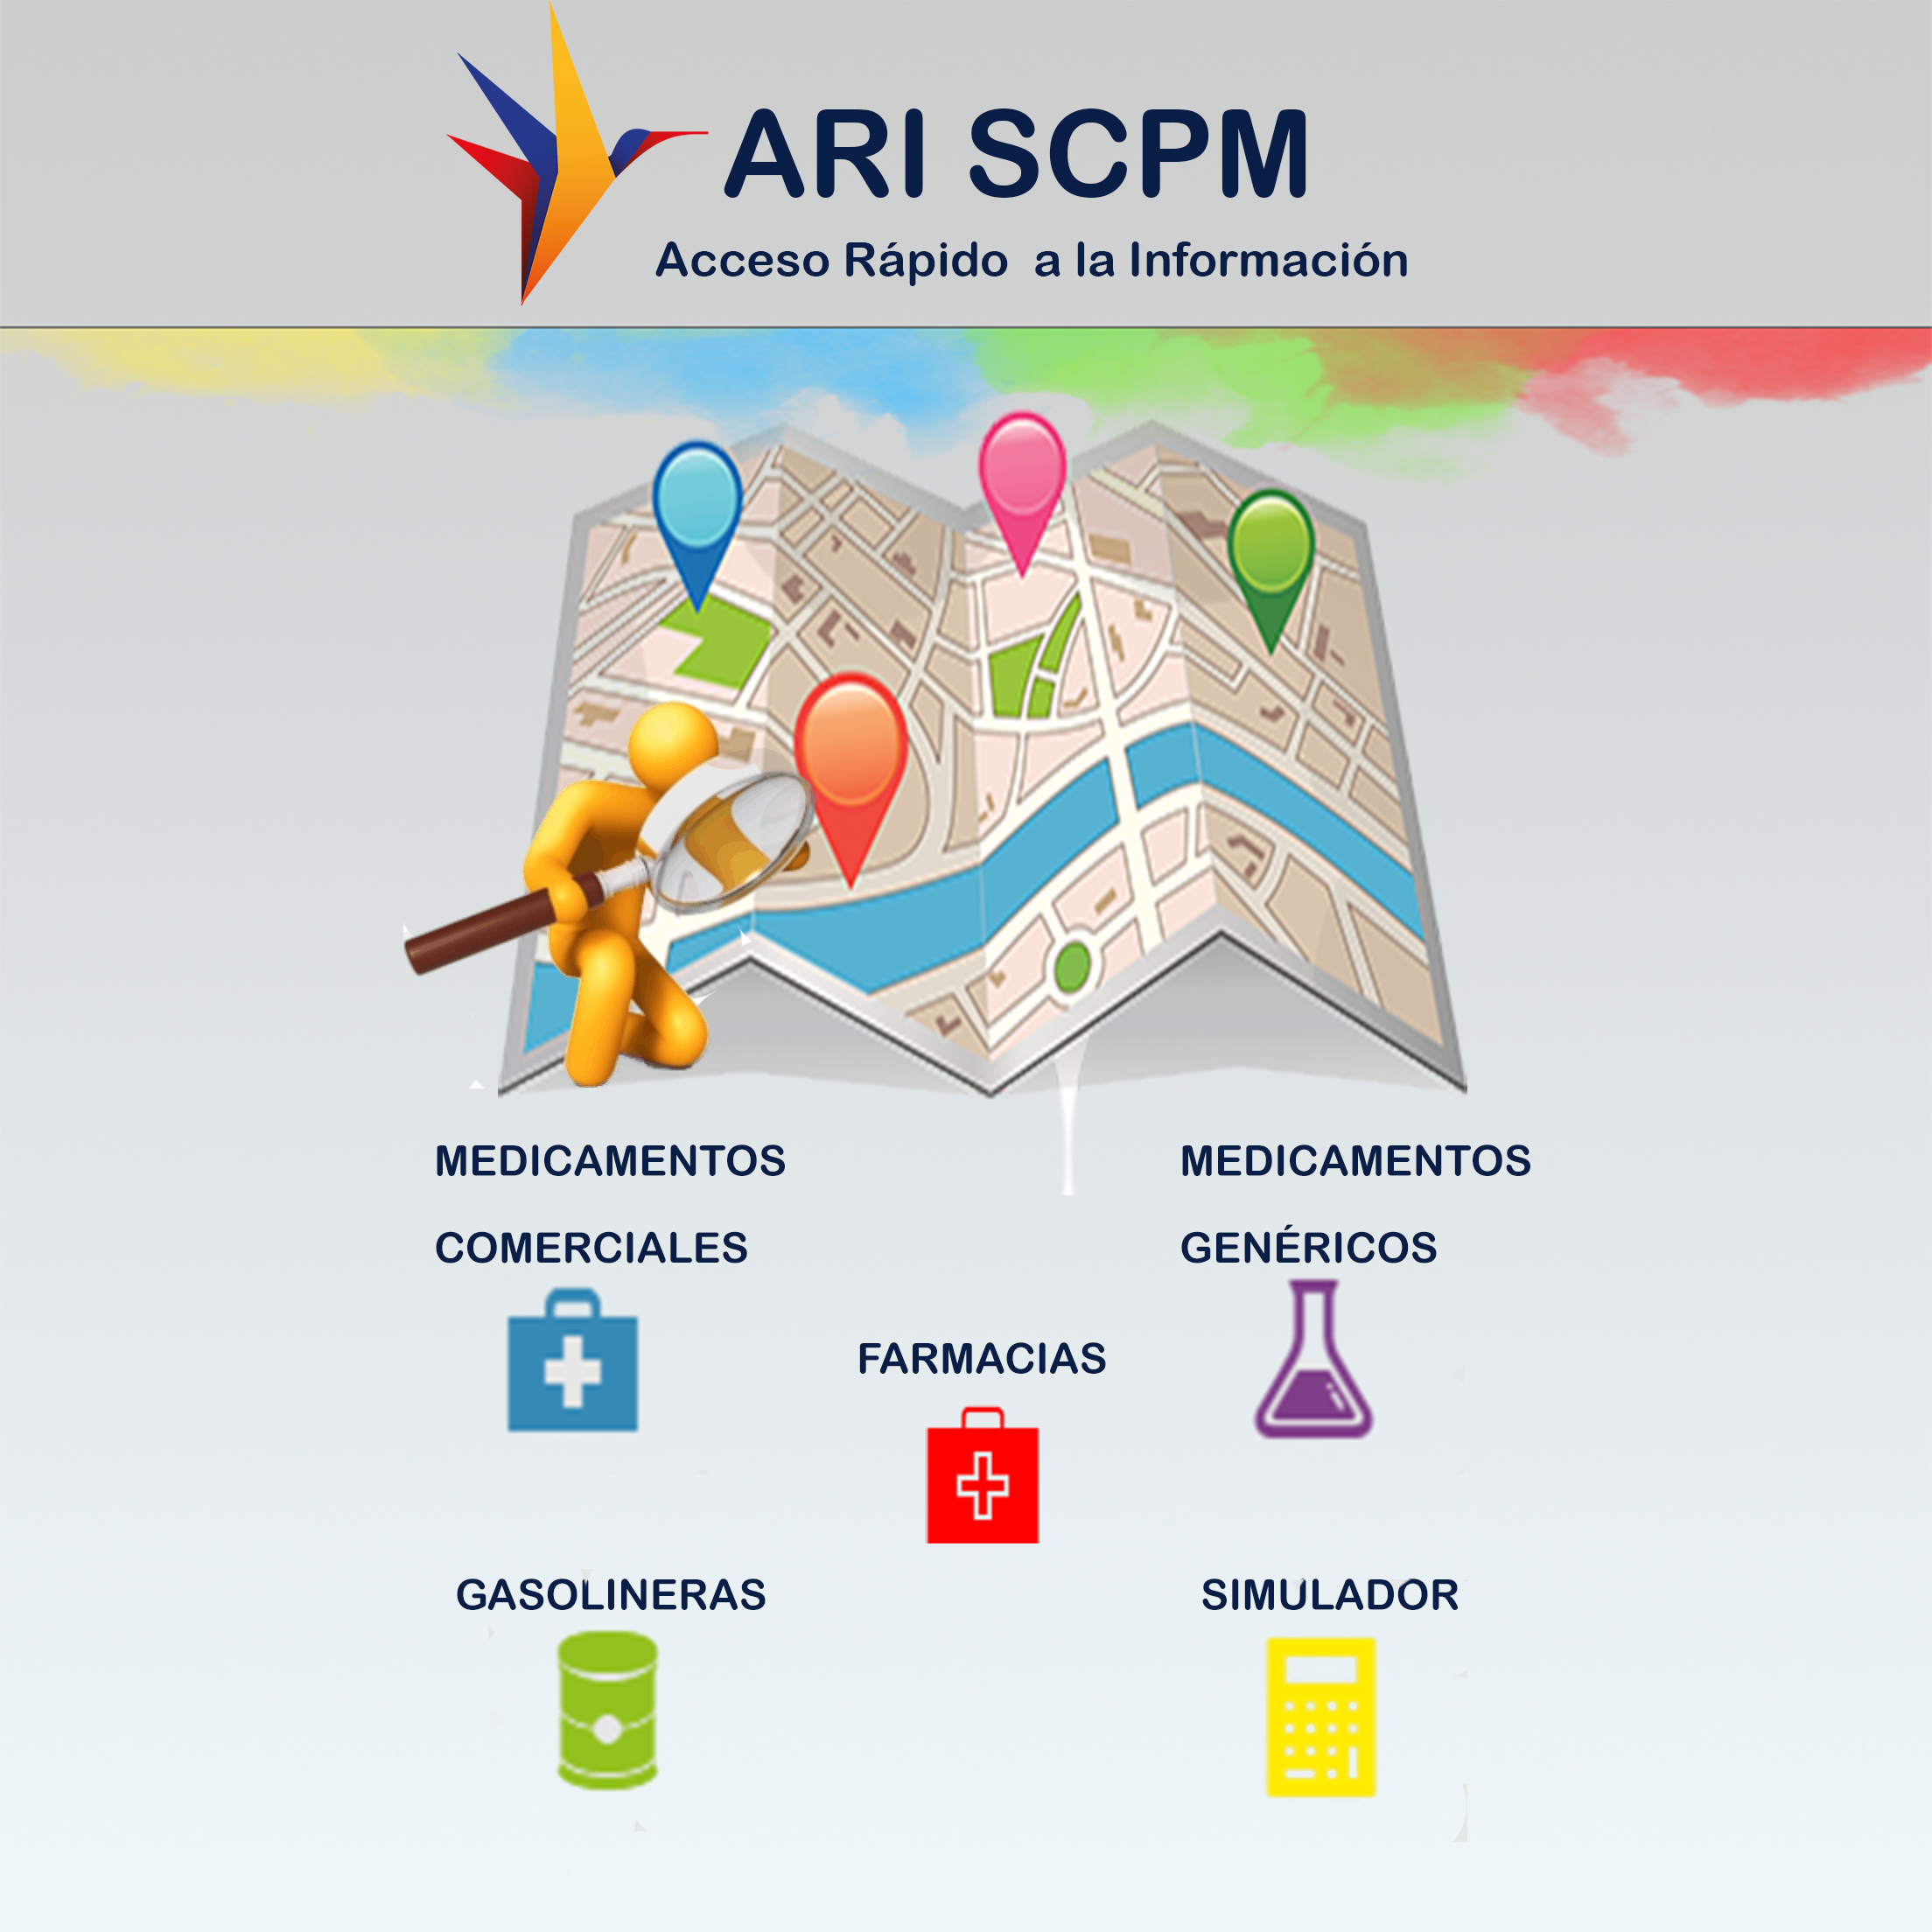 ARI SCPM
Acceso Rápido a la Información
MEDICAMENTOS
COMERCIALES
MEDICAMENTOS
GENÉRICOS
FARMACIAS
GASOLINERAS
SIMULADOR